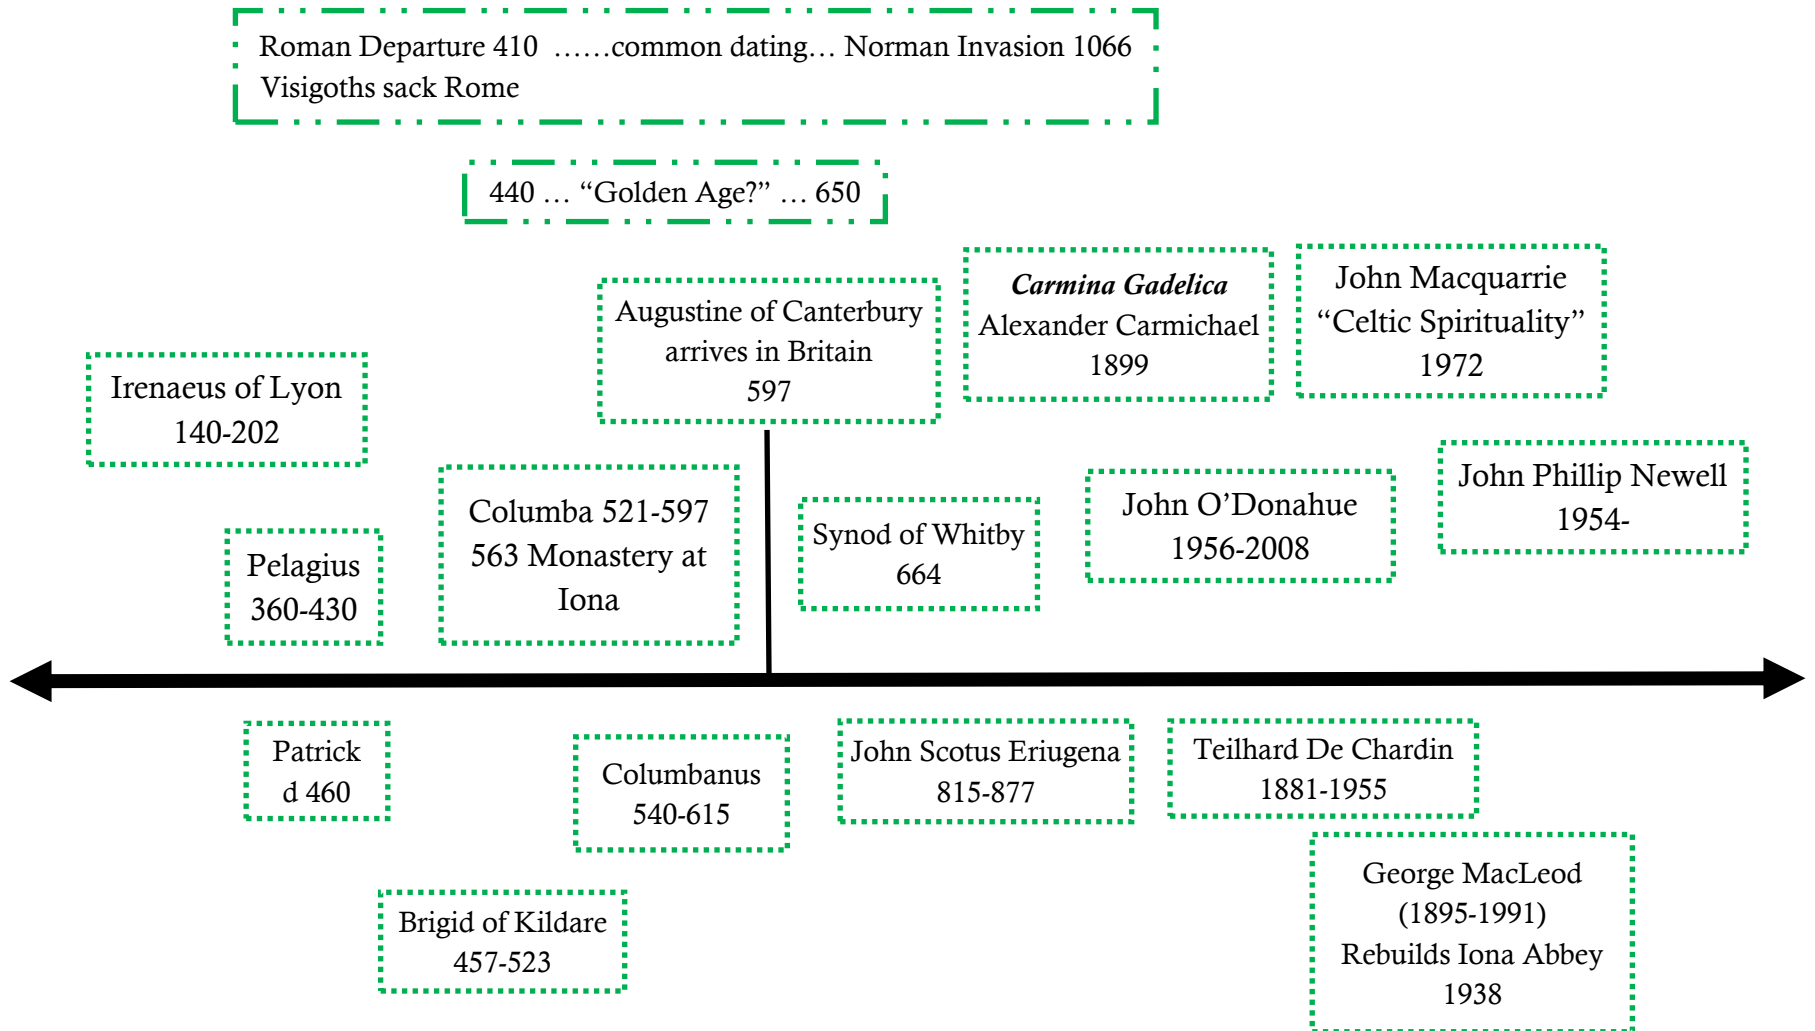 Roman Departure 410 ……common dating… Norman Invasion 1066
Visigoths sack Rome
440 … “Golden Age?” … 650
Augustine of Canterbury
arrives in Britain
597
Carmina Gadelica
Alexander Carmichael
1899
John Macquarrie
“Celtic Spirituality”
1972
Irenaeus of Lyon
140-202
Pelagius
360-430
Columba 521-597
563 Monastery at
Iona
Synod of Whitby
664
John O’Donahue
1956-2008
John Phillip Newell
1954-
Patrick
d 460
Columbanus
540-615
John Scotus Eriugena
815-877
Teilhard De Chardin
1881-1955
Brigid of Kildare
457-523
George MacLeod
(1895-1991)
Rebuilds Iona Abbey
1938